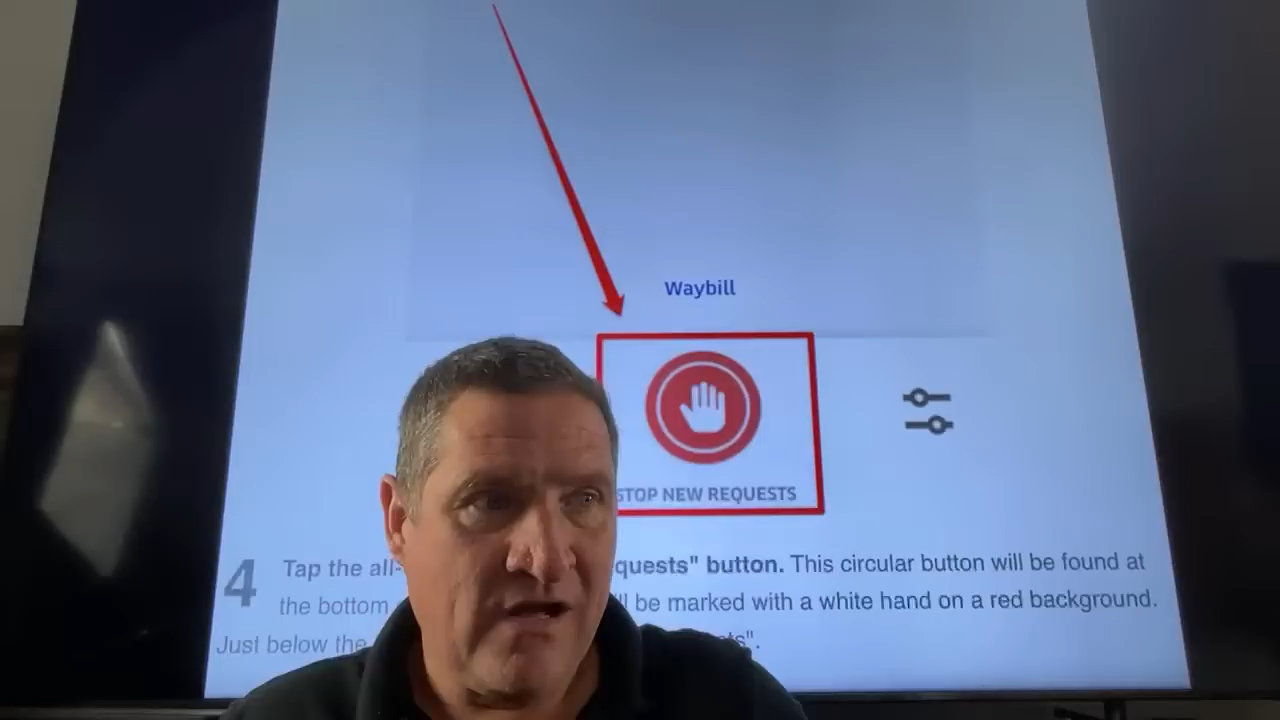 Waybill
STOP NEW REQUESTS
4 Tap the all- quests" button. This circular button will be found at
the bottom be marked with a white hand on a red background.
Just below the